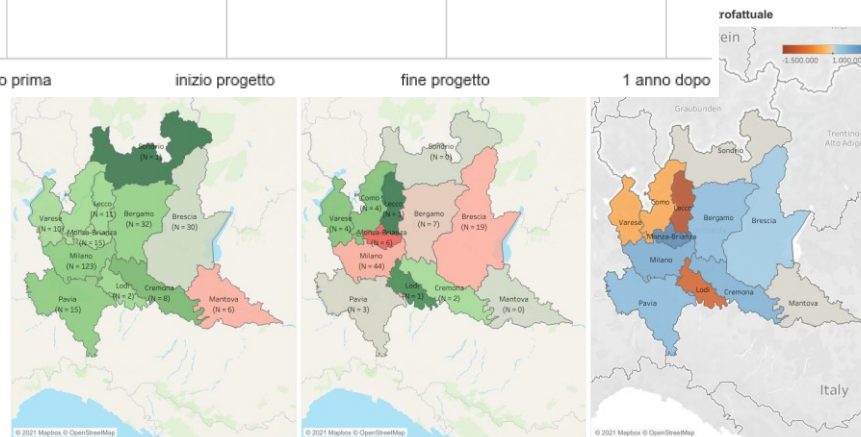 rofattuale
ein
-1.500.000 1.000.00
o prima inizio progetto fine progetto 1 anno dopo
Sondrio
(N = 1)
Lecco
(N = 11)
Varese
(N = 10)
Monza-Brianza
(N = 15)
Bergamo
(N = 32)
Brescia
(N = 30)
Milano
(N = 123)
Lodi
(N = 2)
Cremona
(N = 8)
Pavia
(N = 15)
Mantova
(N = 6)
© 2021 Mapbox © OpenStreetMap
Sondrio
(N = 0)
Como
(N = 4)
Lecco
(N = 1)
Varese
(N = 4)
Monza-Brianza
(N = 6)
Bergamo
(N = 7)
Brescia
(N = 19)
Milano
(N = 44)
Lodi
(N = 1)
Cremona
(N = 2)
Pavia
(N = 3)
Mantova
(N = 0)
© 2021 Mapbox © OpenStreetMap
Graubünden
Trentino
Alto Adig
Sondrio
Como
Lecco
Varese
Bergamo
Brescia
Monza-Brianza
Milano
Lodi
Cremona
Pavia
Mantova
Italy
© 2021 Mapbox © OpenStreetMap